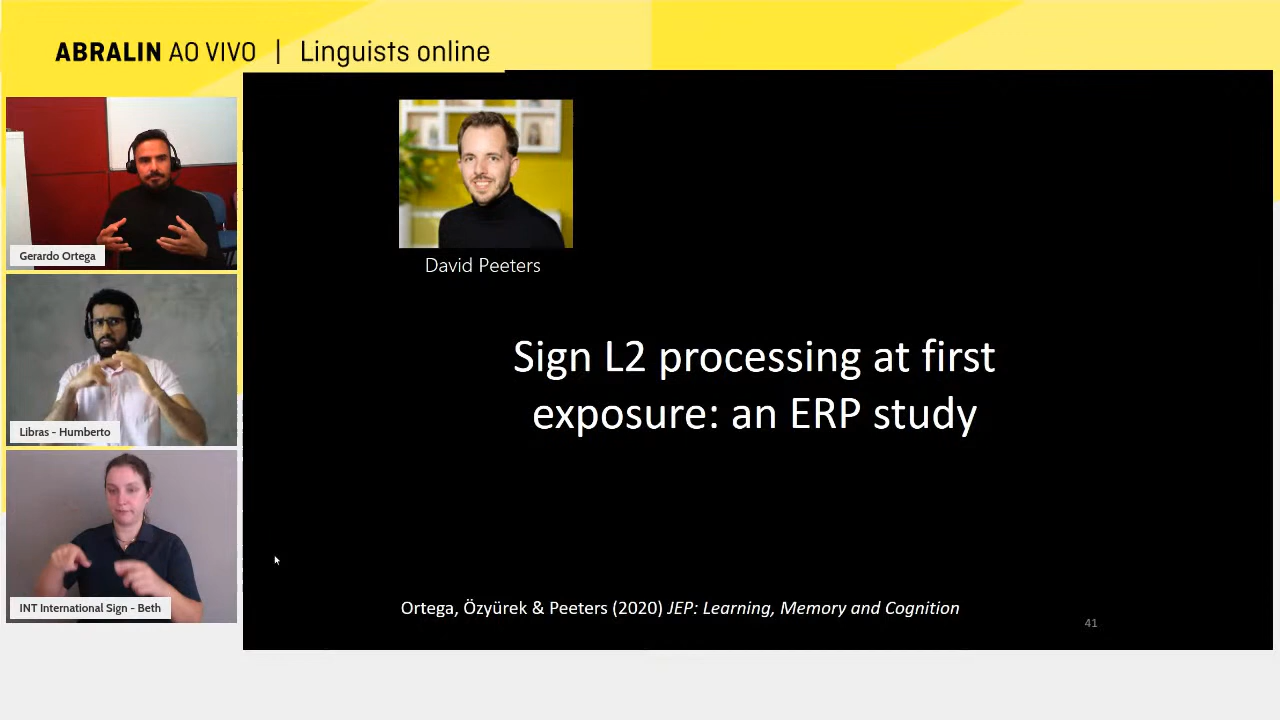 ABRALIN AO VIVO | Linguists online
Gerardo Ortega
Libras - Humberto
INT International Sign - Beth
David Peeters
Sign L2 processing at first
exposure: an ERP study
Ortega, Özyürek & Peeters (2020) JEP: Learning, Memory and Cognition
41